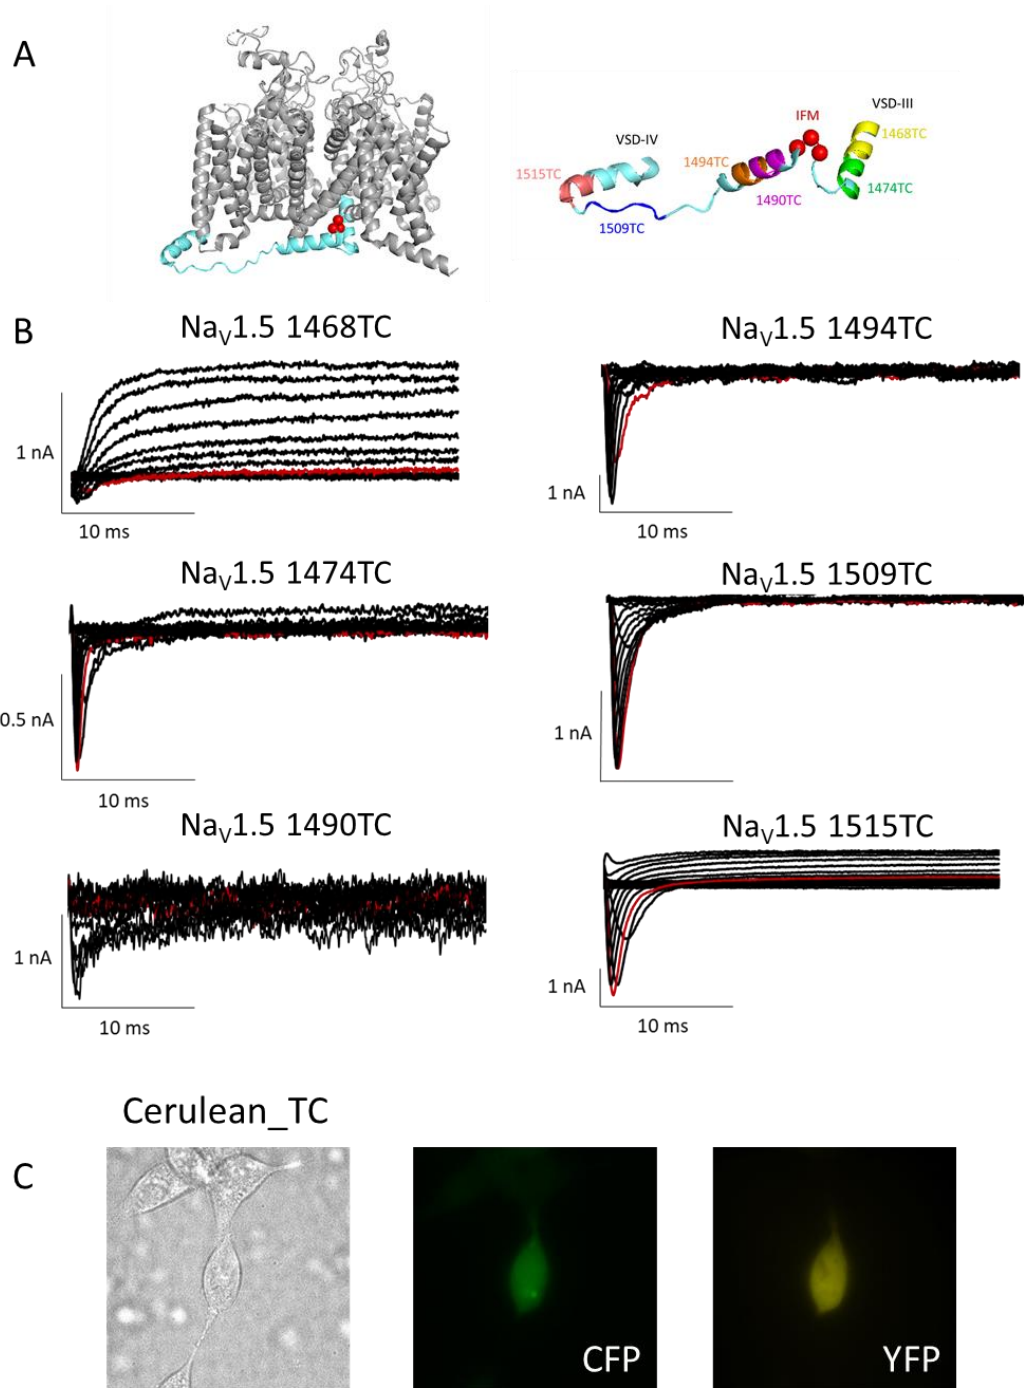 A
VSD-III
IFM
1468TC
VSD-IV
1494TC
1515TC
1474TC
1490TC
1509TC
B
NaV1.5 1468TC
1 nA
10 ms
NaV1.5 1494TC
1 nA
10 ms
NaV1.5 1474TC
0.5 nA
10 ms
NaV1.5 1509TC
1 nA
NaV1.5 1490TC
1 nA
10 ms
NaV1.5 1515TC
1 nA
10 ms
Cerulean_TC
C
CFP
YFP